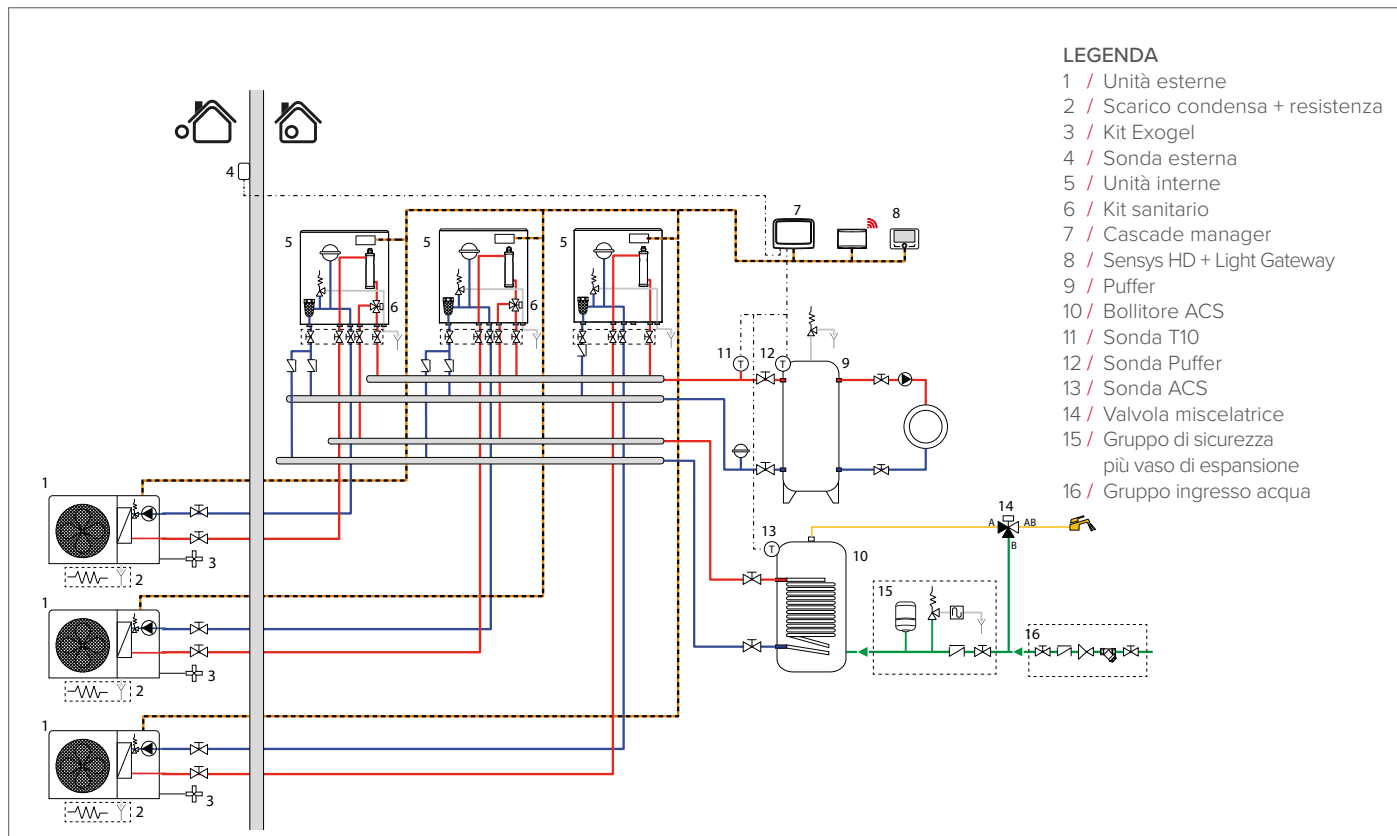 LEGENDA
1 / Unità esterne
2 / Scarico condensa + resistenza
3 / Kit Exogel
4 / Sonda esterna
5 / Unità interne
6 / Kit sanitario
7 / Cascade manager
8 / Sensys HD + Light Gateway
9 / Puffer
10 / Bollitore ACS
11 / Sonda T10
12 / Sonda Puffer
13 / Sonda ACS
14 / Valvola miscelatrice
15 / Gruppo di sicurezza
più vaso di espansione
16 / Gruppo ingresso acqua
4
5
5
5
7
8
6
6
11
T
12
T
9
1
3
2
13
T
10
14
A
AB
B
15
16
1
3
2
1
3
2